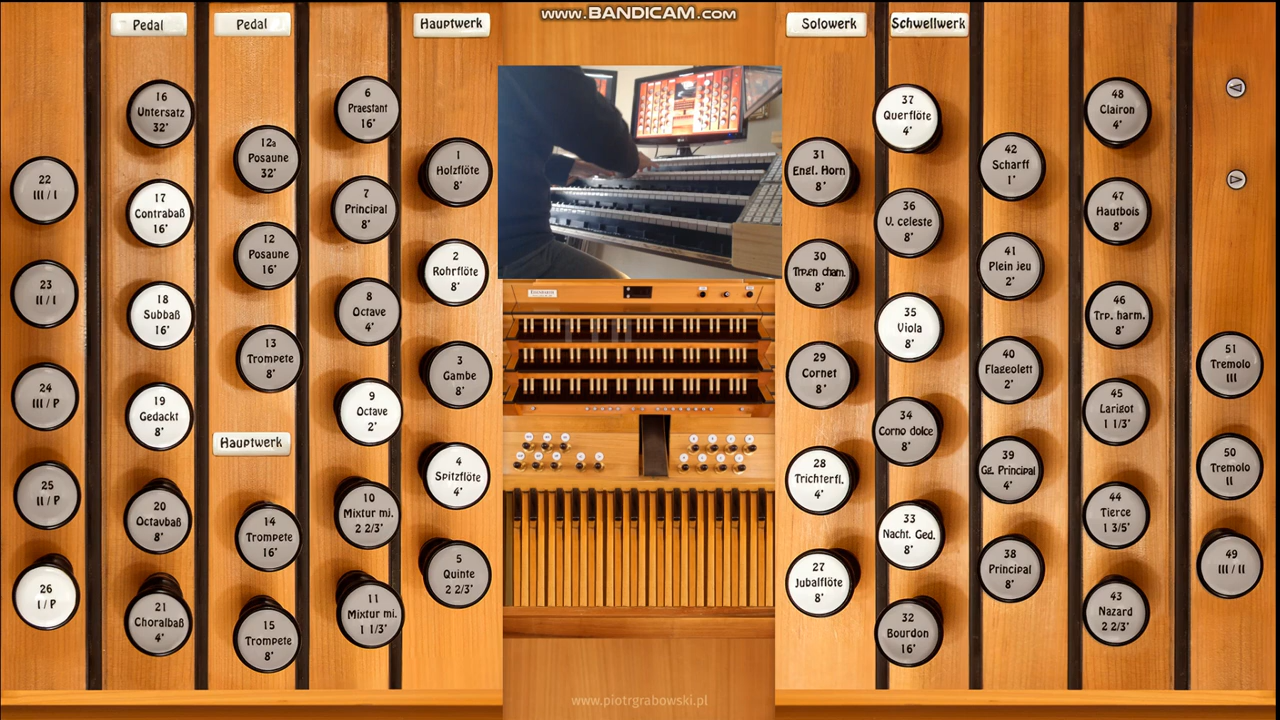 www.BANDICAM.com
Pedal
Pedal
Hauptwerk
Solowerk
Schwellwerk
22
III / I
23
II / I
24
III / P
25
II / P
26
I / P
16
Untersatz
32'
17
Contrabaß
16'
18
Subbaß
16'
19
Gedackt
8'
20
Octavbaß
8'
21
Choralbaß
4'
12a
Posaune
32'
12
Posaune
16'
13
Trompete
8'
Hauptwerk
14
Trompete
16'
15
Trompete
8'
6
Praestant
16'
7
Principal
8'
8
Octave
4'
9
Octave
2'
10
Mixtur mi.
2 2/3'
11
Mixtur mi.
1 1/3'
1
Holzflöte
8'
2
Rohrflöte
8'
3
Gambe
8'
4
Spitzflöte
4'
5
Quinte
2 2/3'
31
Engl. Horn
8'
30
Trp.en cham.
8'
29
Cornet
8'
28
Trichterfl.
4'
27
Jubalflöte
8'
37
Querflöte
4'
36
V. celeste
8'
35
Viola
8'
34
Corno dolce
8'
33
Nacht. Ged.
8'
32
Bourdon
16'
42
Scharff
1'
41
Plein jeu
2'
40
Flageolett
2'
39
Gg. Principal
4'
38
Principal
8'
48
Clairon
4'
47
Hautbois
8'
46
Trp. harm.
8'
45
Larigot
1 1/3'
44
Tierce
1 3/5'
43
Nazard
2 2/3'
51
Tremolo
III
50
Tremolo
II
49
III / II
www.piotrgrabowski.pl